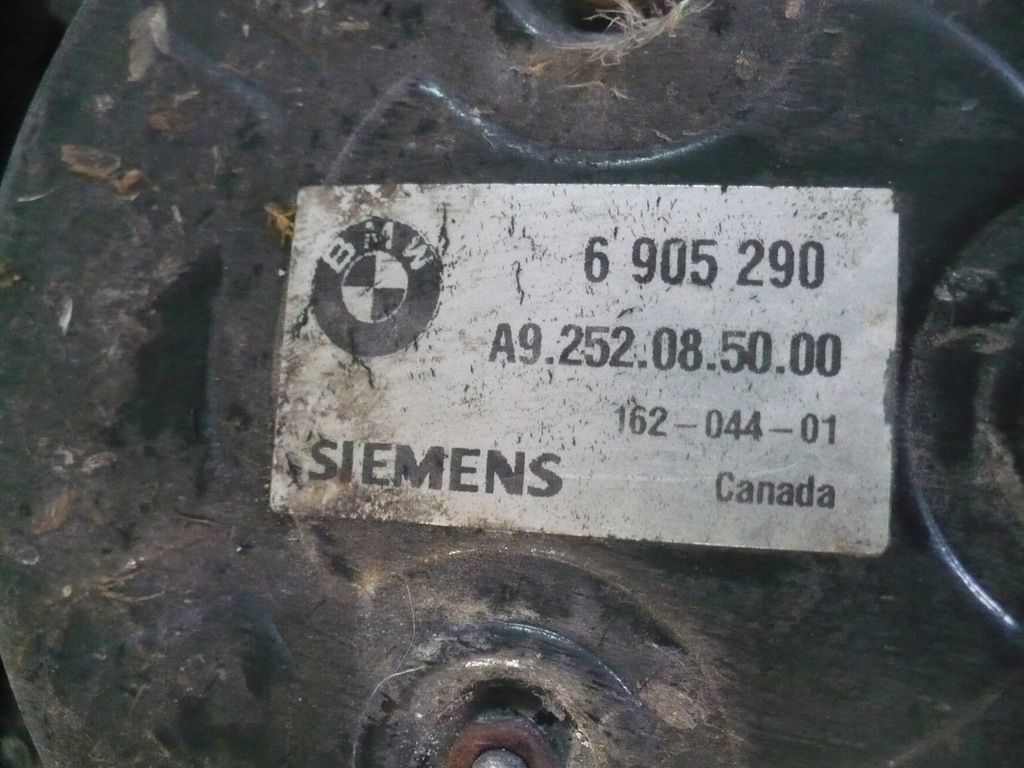 BMW
6 905 290
A9.252.08.50.00
162-044-01
SIEMENS
Canada